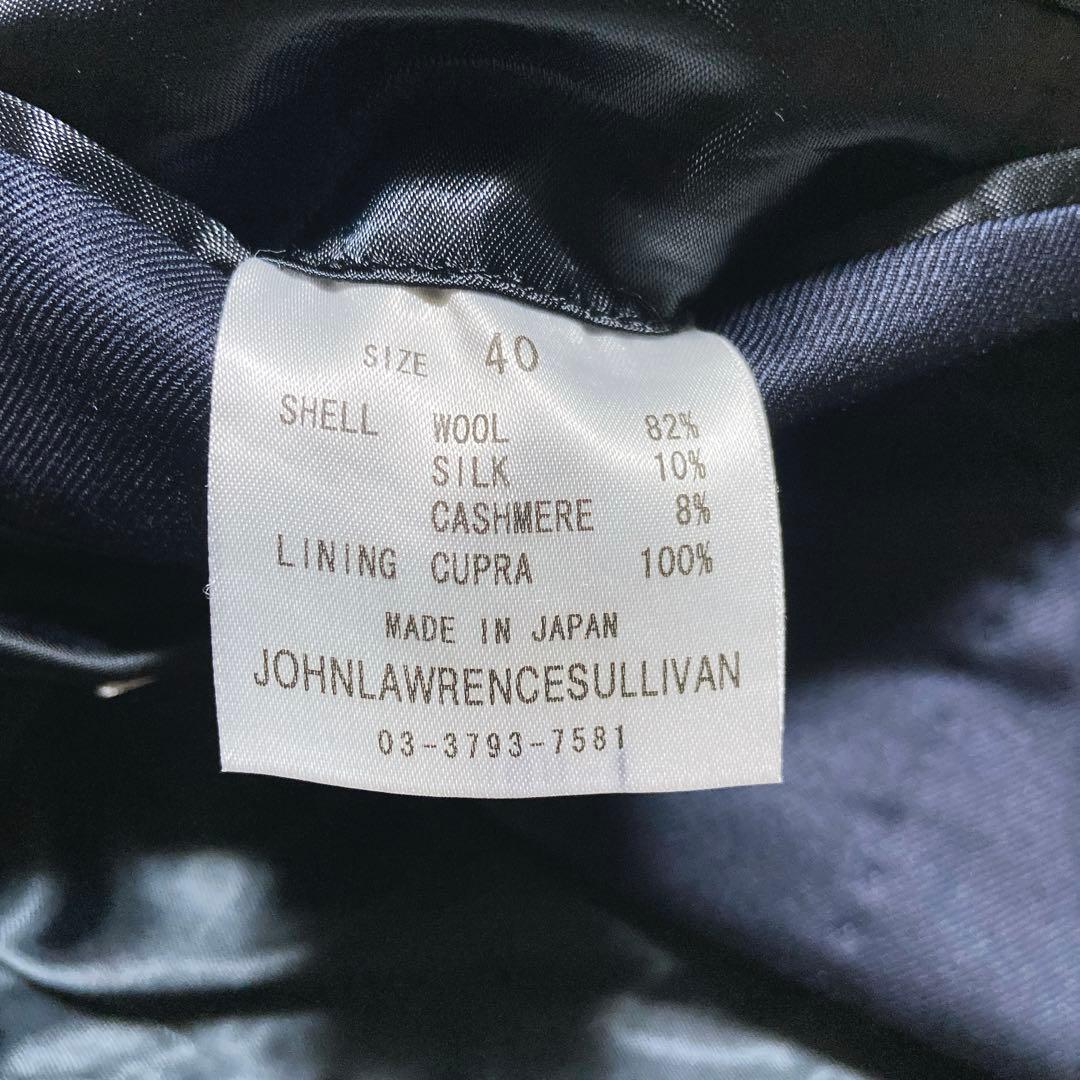 SIZE 40
SHELL WOOL 82%
SILK 10%
CASHMERE 8%
LINING CUPRA 100%
MADE IN JAPAN
JOHNLAWRENCESULLIVAN
03-3793-7581